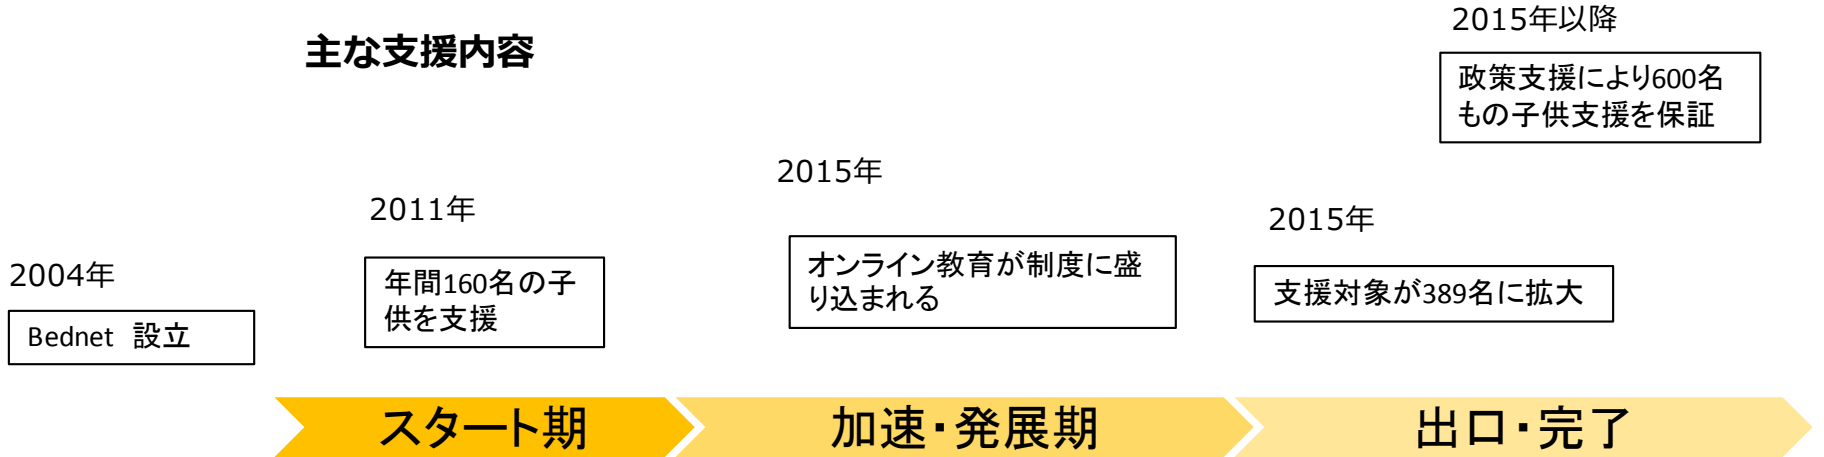 主な支援内容
2004年
Bednet 設立
2011年
年間160名の子
供を支援
2015年
オンライン教育が制度に盛
り込まれる
2015年
支援対象が389名に拡大
2015年以降
政策支援により600名
もの子供支援を保証
スタート期
加速・発展期
出口・完了